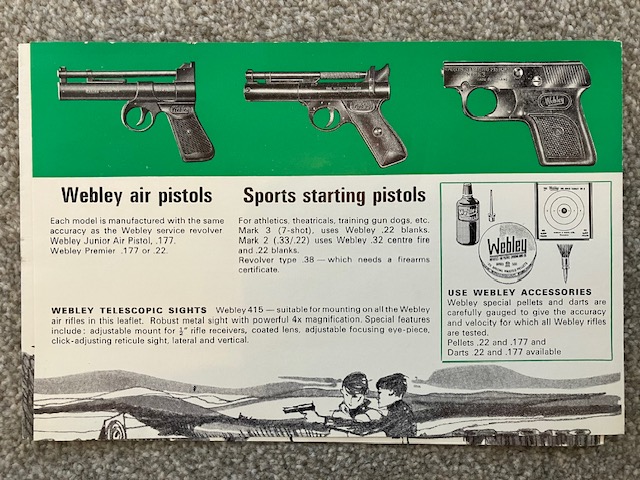 Webley air pistols
Each model is manufactured with the same
accuracy as the Webley service revolver
Webley Junior Air Pistol, .177.
Webley Premier .177 or .22.
Sports starting pistols
For athletics, theatricals, training gun dogs, etc.
Mark 3 (7-shot), uses Webley .22 blanks.
Mark 2 (.33/.22) uses Webley .32 centre fire
and .22 blanks.
Revolver type .38 — which needs a firearms
certificate.
Webley
Webley
USE WEBLEY ACCESSORIES
Webley special pellets and darts are
carefully gauged to give the accuracy
and velocity for which all Webley rifles
are tested.
Pellets .22 and .177 and
Darts .22 and .177 available
WEBLEY TELESCOPIC SIGHTS Webley 415 — suitable for mounting on all the Webley
air rifles in this leaflet. Robust metal sight with powerful 4x magnification. Special features
include: adjustable mount for ½" rifle receivers, coated lens, adjustable focusing eye-piece,
click-adjusting reticule sight, lateral and vertical.